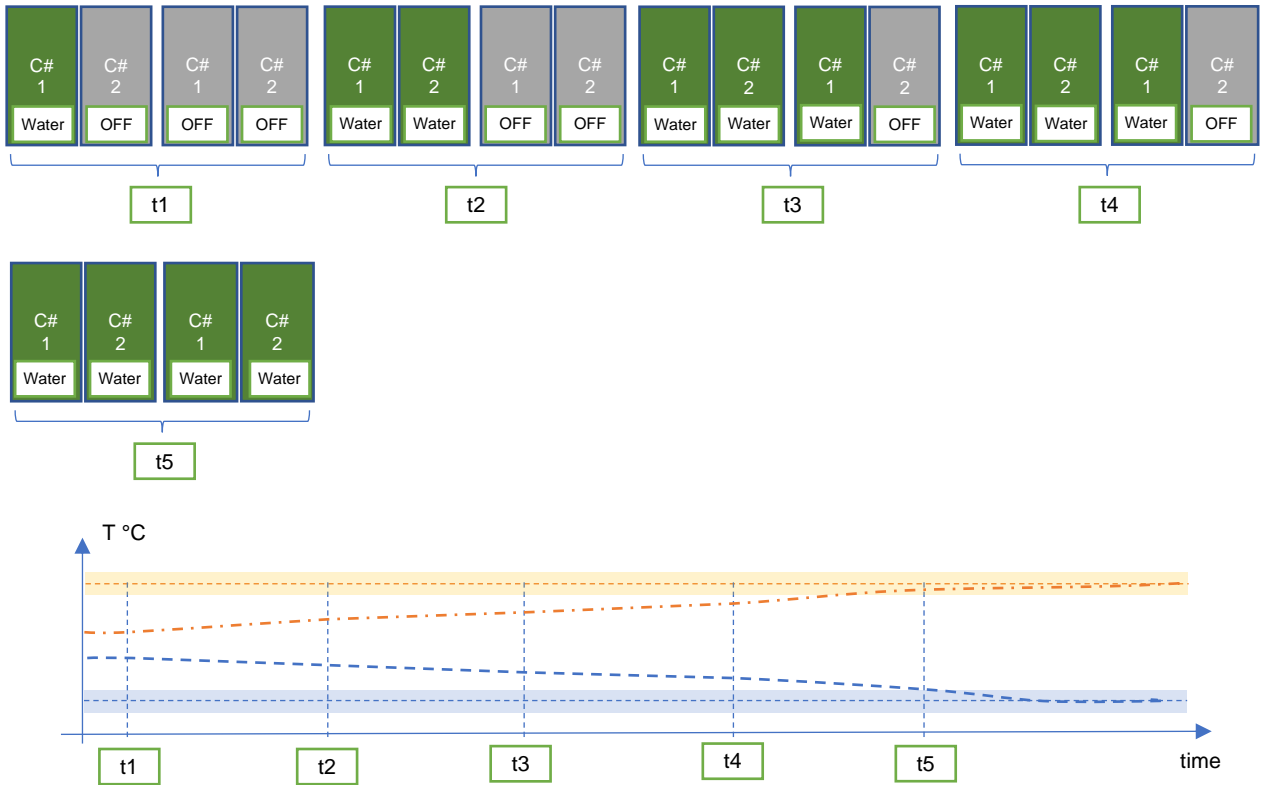 C# C# C# C# C# C# C# C# C# C# C# C# C# C# C# C#
1 2 1 2 1 2 1 2 1 2 1 2 1 2 1 2
Water OFF OFF OFF Water Water OFF OFF Water Water Water OFF Water Water Water OFF
t1 t2 t3 t4
C# C# C# C#
1 2 1 2
Water Water Water Water
t5
T °C
t1 t2 t3 t4 t5
time